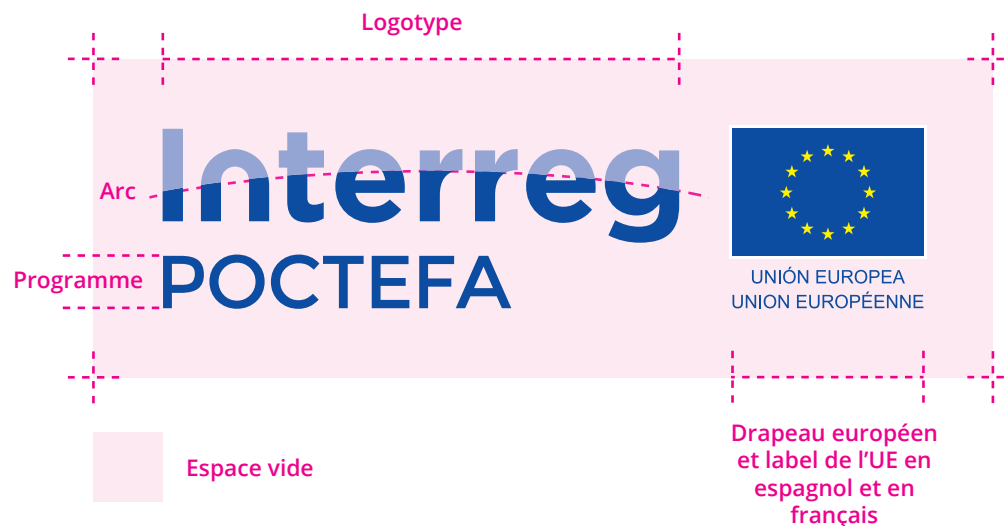 Logotype
Arc
Interreg
Programme
POCTEFA
UNIÓN EUROPEA
UNION EUROPÉENNE
Espace vide
Drapeau européen
et label de l’UE en
espagnol et en
français